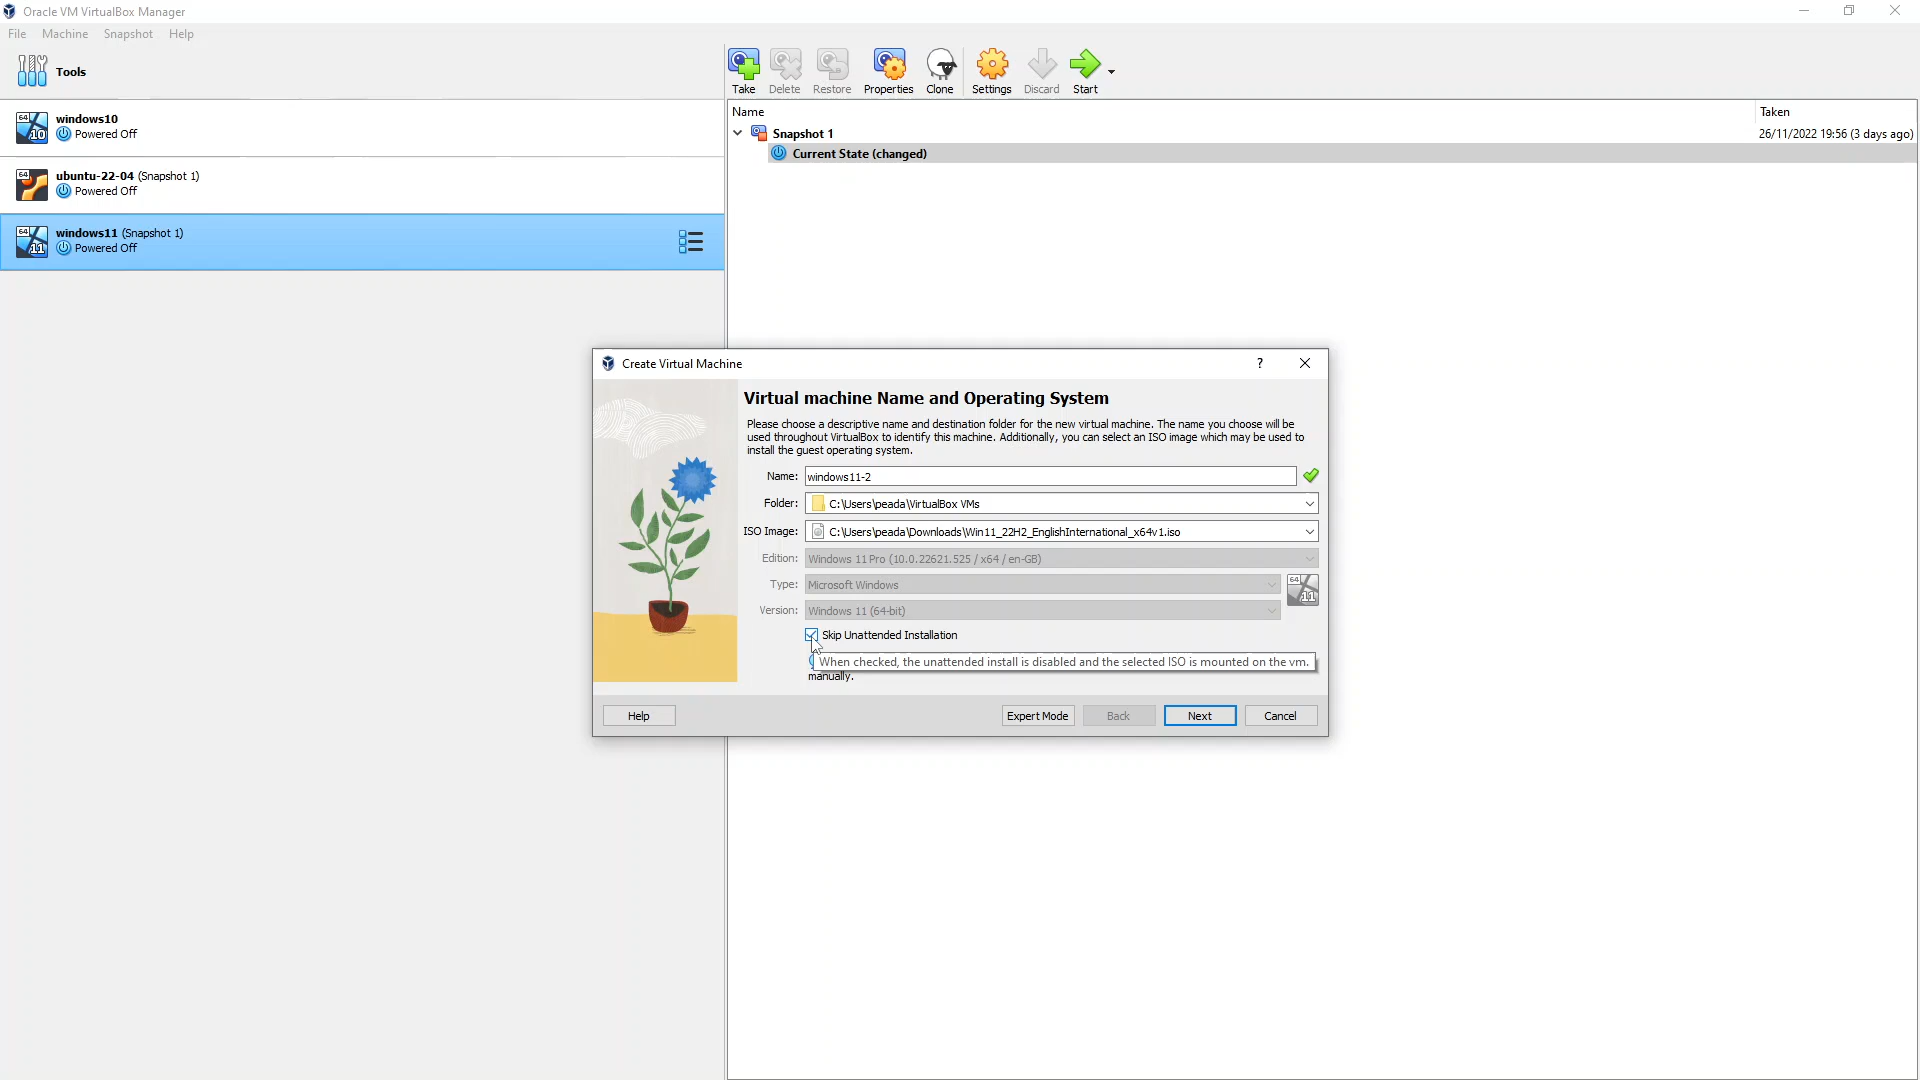 Oracle VM VirtualBox Manager
File Machine Snapshot Help
Tools
Take Delete Restore Properties Clone Settings Discard Start
64 10 windows10
Powered Off
64 ubuntu-22-04 (Snapshot 1)
Powered Off
64 11 windows11 (Snapshot 1)
Powered Off
Name Taken
Snapshot 1 26/11/2022 19:56 (3 days ago)
Current State (changed)
Create Virtual Machine ?
Virtual machine Name and Operating System
Please choose a descriptive name and destination folder for the new virtual machine. The name you choose will be
used throughout VirtualBox to identify this machine. Additionally, you can select an ISO image which may be used to
install the guest operating system.
Name: windows11-2
Folder: C:\Users\peada\VirtualBox VMs
ISO Image: C:\Users\peada\Downloads\Win11_22H2_EnglishInternational_x64v1.iso
Edition: Windows 11 Pro (10.0.22621.525 / x64 / en-GB)
Type: Microsoft Windows
64 11
Version: Windows 11 (64-bit)
Skip Unattended Installation
When checked, the unattended install is disabled and the selected ISO is mounted on the vm.
manually.
Help Expert Mode Back Next Cancel